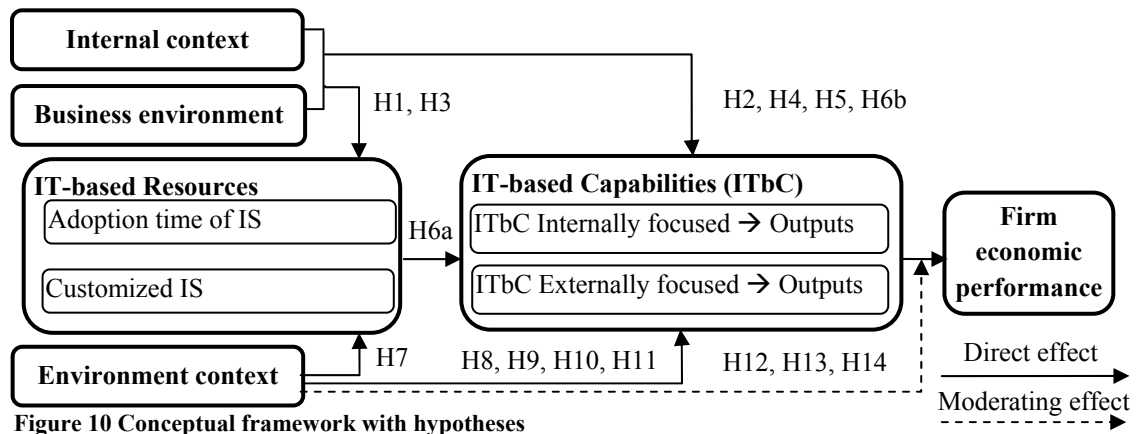 Internal context
Business environment
H1, H3
H2, H4, H5, H6b
IT-based Resources
Adoption time of IS
Customized IS
H6a
IT-based Capabilities (ITbC)
ITbC Internally focused → Outputs
ITbC Externally focused → Outputs
Firm
economic
performance
Environment context
H7
H8, H9, H10, H11
H12, H13, H14
Direct effect
Moderating effect
Figure 10 Conceptual framework with hypotheses